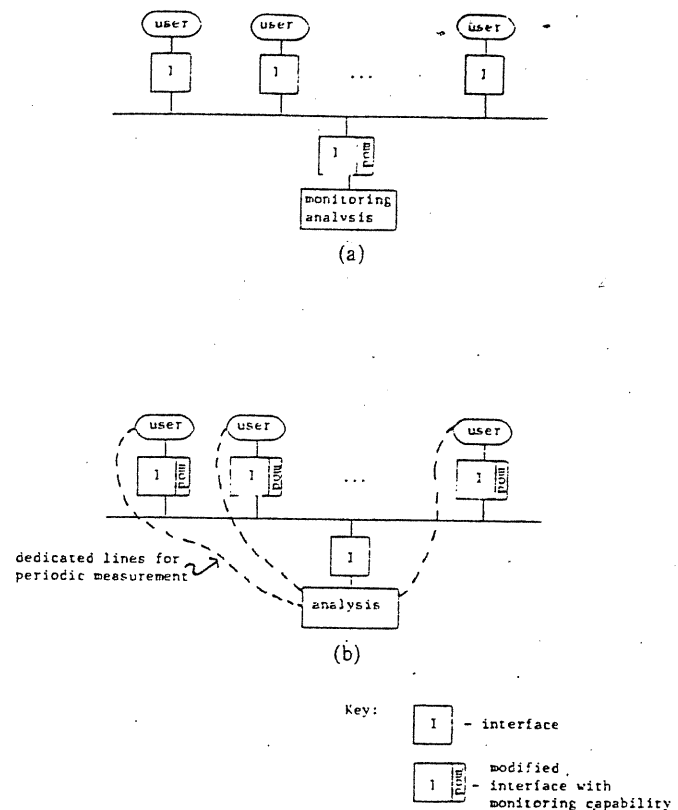 user user user
I I ... I
I mod
monitoring
analysis
(a)
user user user
I mod I mod ... I mod
dedicated lines for
periodic measurement
I
analysis
(b)
Key:
I - interface
I mod - modified
interface with
monitoring capability